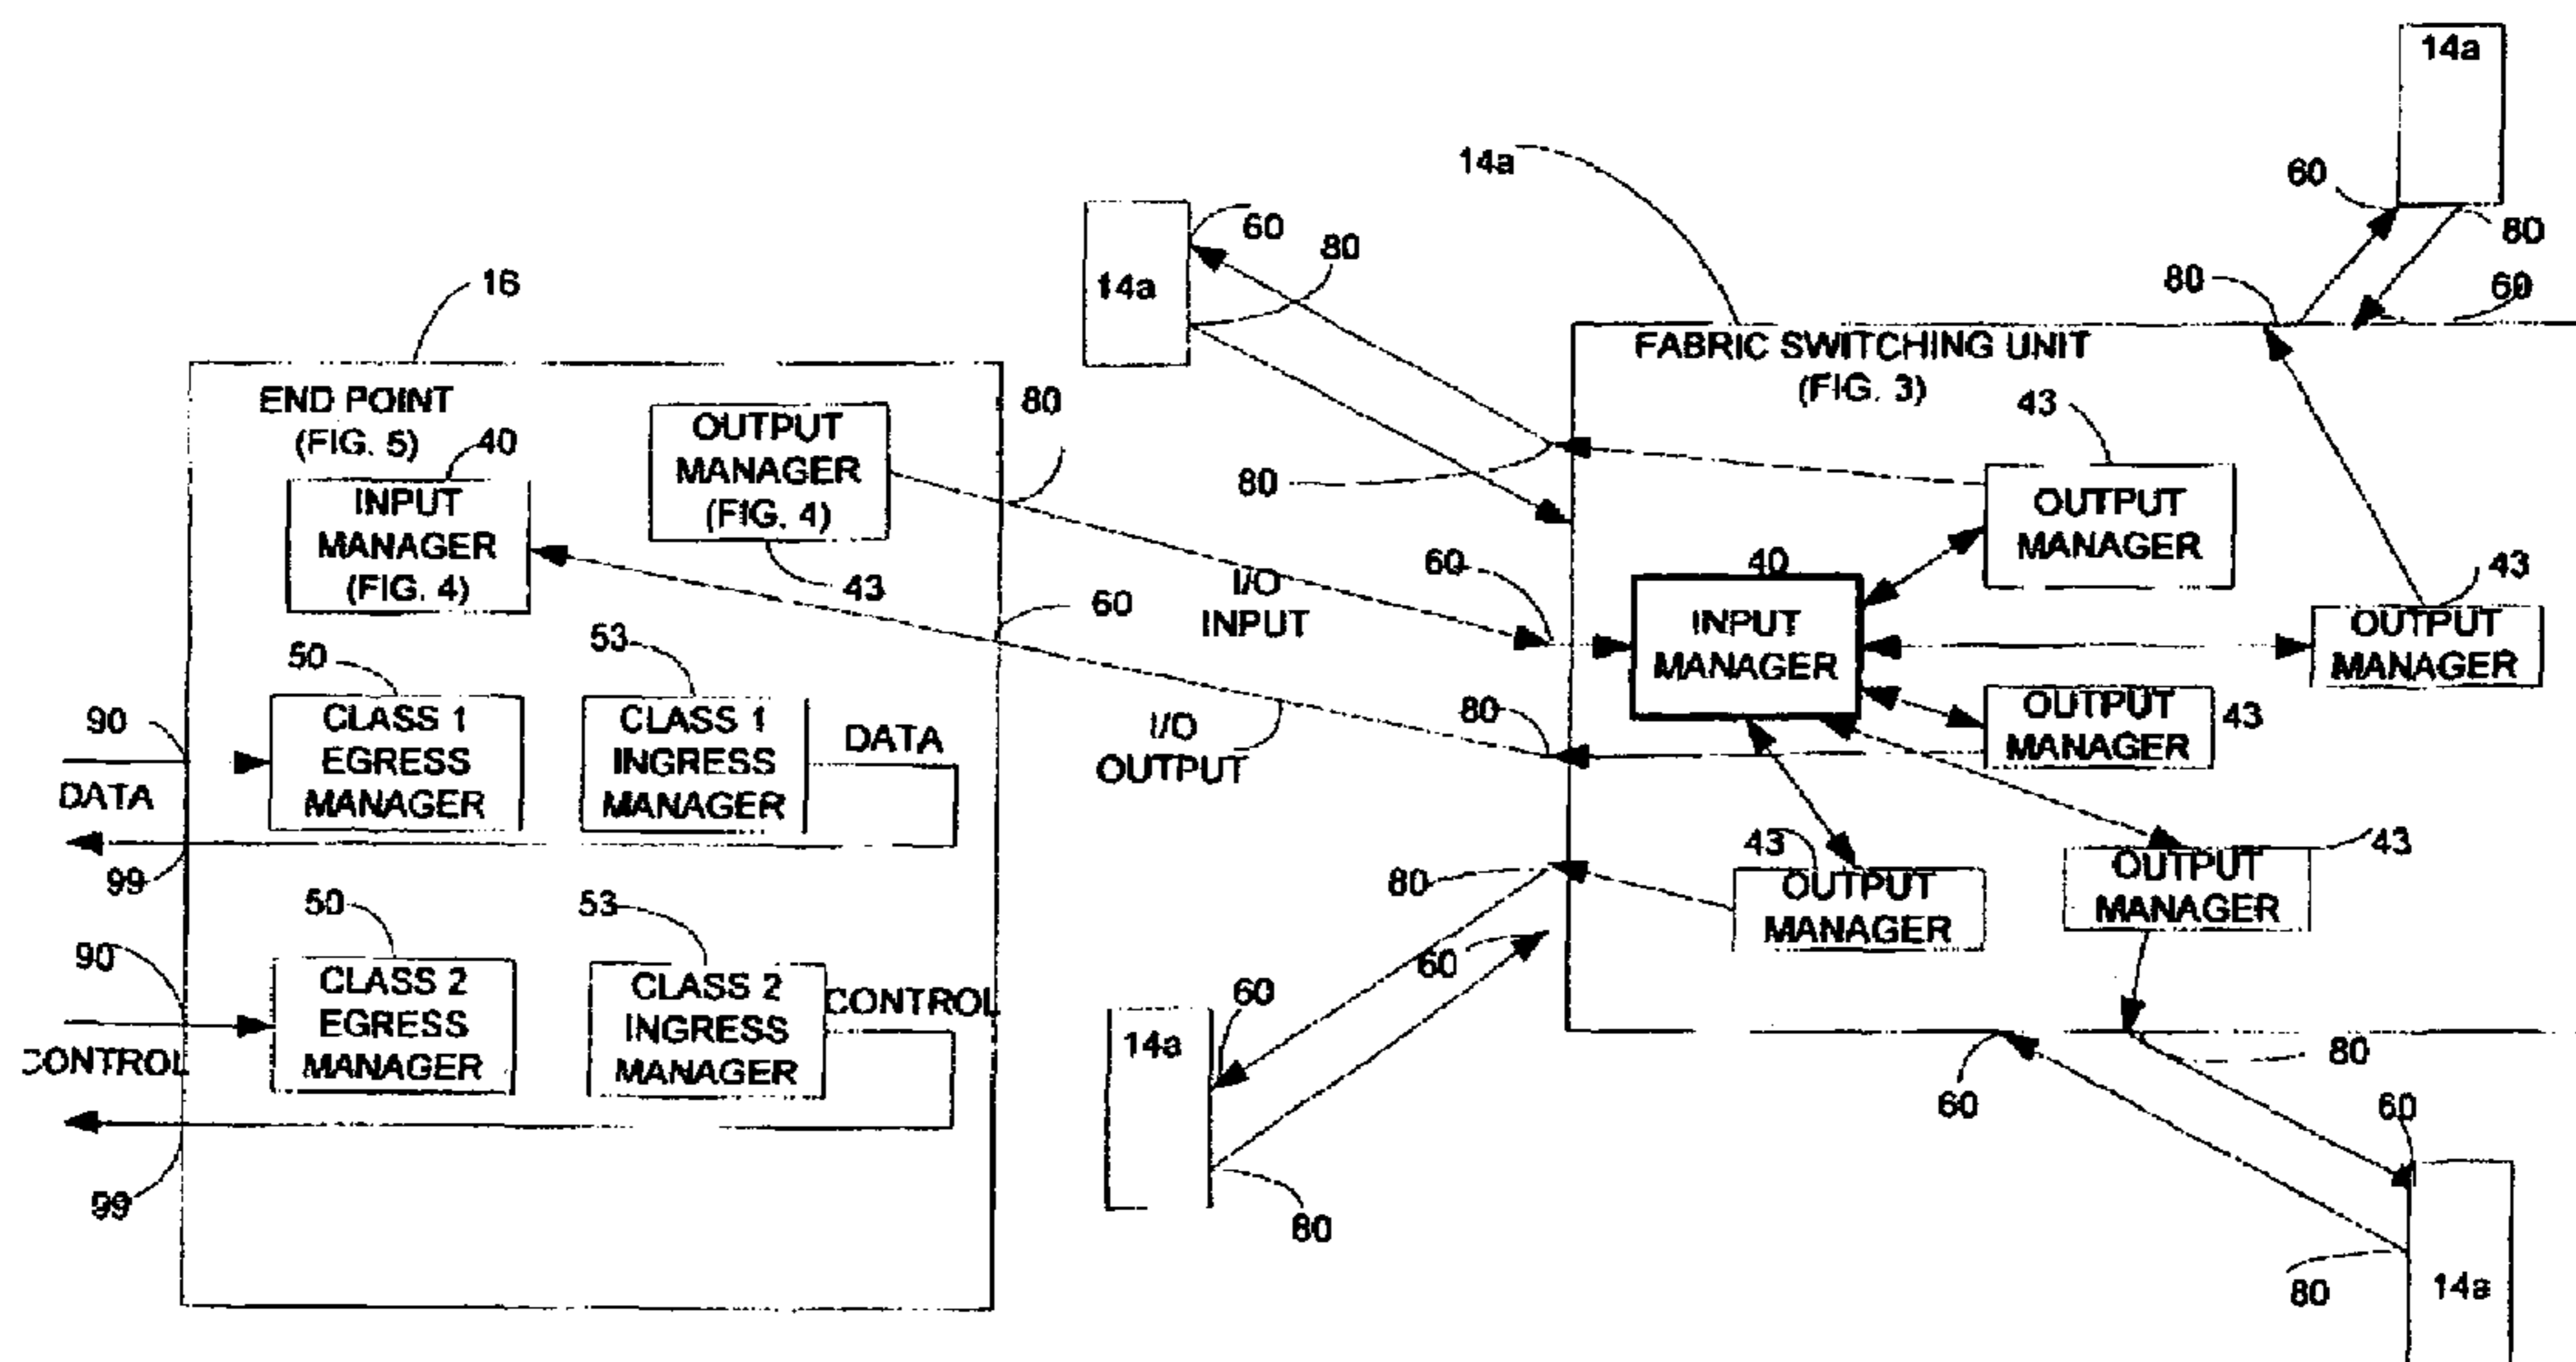 14a
60
80
80
60
14a
60
80
14a
80
14a
FABRIC SWITCHING UNIT
(FIG. 3)
43
OUTPUT
MANAGER
43
OUTPUT
MANAGER
60
40
INPUT
MANAGER
80
OUTPUT
MANAGER
43
43
OUTPUT
MANAGER
43
OUTPUT
MANAGER
80
60
16
END POINT
(FIG. 5)
40
INPUT
MANAGER
(FIG. 4)
OUTPUT
MANAGER
(FIG. 4)
43
80
60
I/O
INPUT
I/O
OUTPUT
50
CLASS 1
EGRESS
MANAGER
53
CLASS 1
INGRESS
MANAGER
DATA
90
DATA
99
50
CLASS 2
EGRESS
MANAGER
53
CLASS 2
INGRESS
MANAGER
CONTROL
90
CONTROL
99
14a
60
80
60
80
60
80
14a